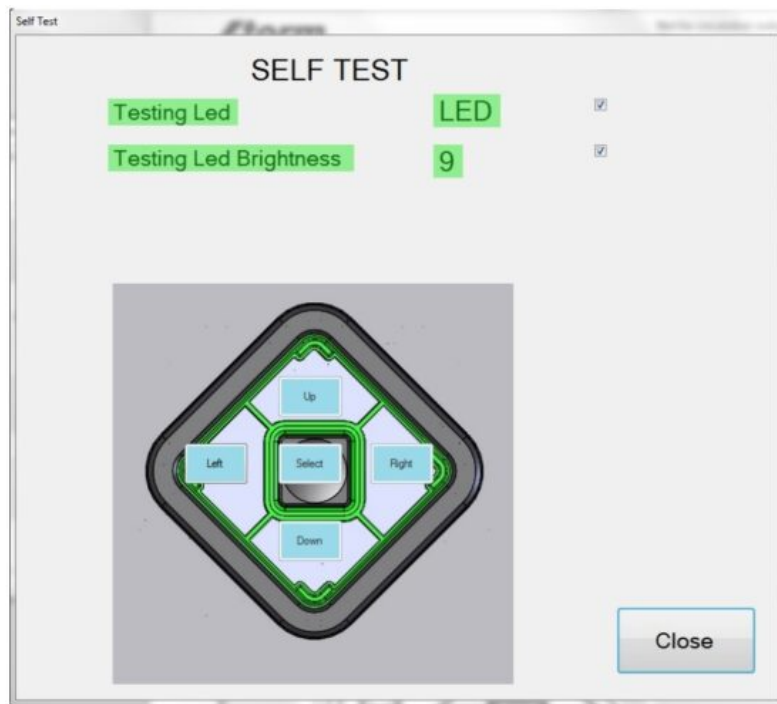 Self Test
SELF TEST
Testing Led LED
Testing Led Brightness 9
Up
Left Select Right
Down
Close